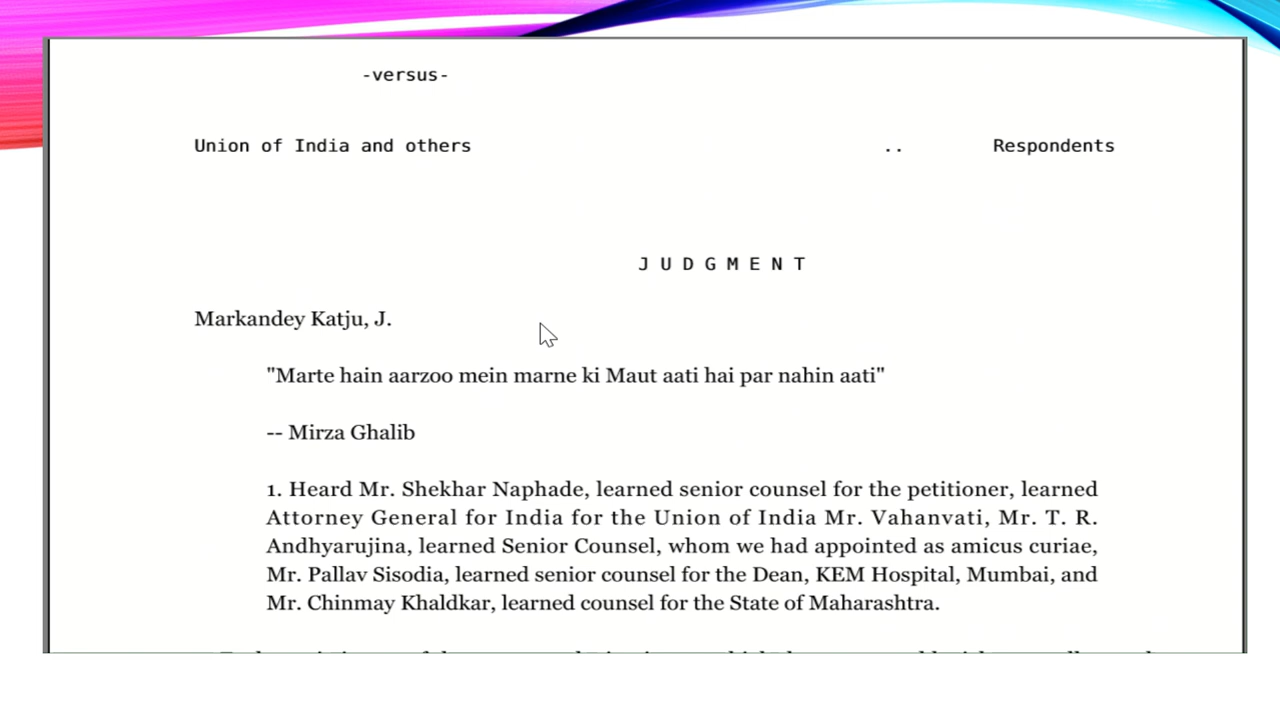 -versus-
Union of India and others .. Respondents
J U D G M E N T
Markandey Katju, J.
"Marte hain aarzoo mein marne ki Maut aati hai par nahin aati"
-- Mirza Ghalib
1. Heard Mr. Shekhar Naphade, learned senior counsel for the petitioner, learned
Attorney General for India for the Union of India Mr. Vahanvati, Mr. T. R.
Andhyarujina, learned Senior Counsel, whom we had appointed as amicus curiae,
Mr. Pallav Sisodia, learned senior counsel for the Dean, KEM Hospital, Mumbai, and
Mr. Chinmay Khaldkar, learned counsel for the State of Maharashtra.